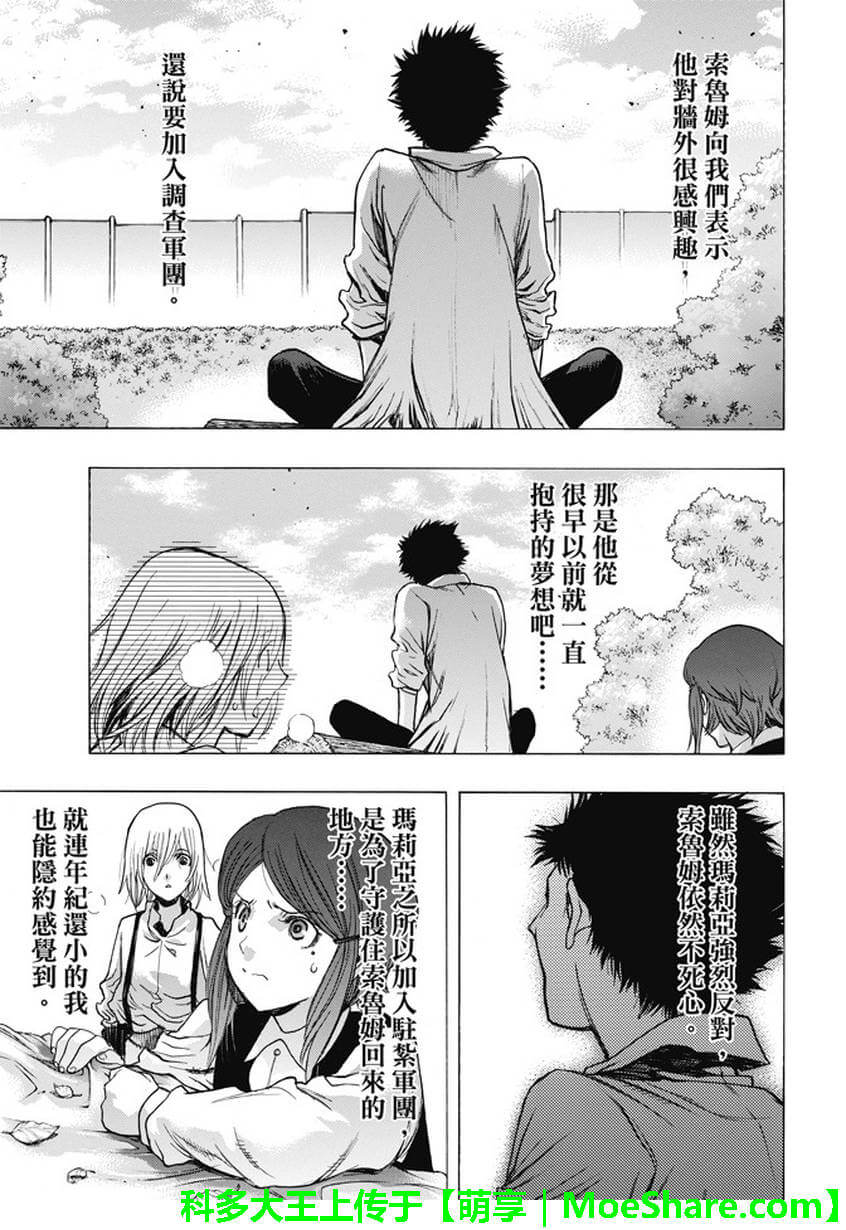 索魯姆向我們表示
他對牆外很感興趣，
還說要加入調查軍團。
那是他從
很早以前就一直
抱持的夢想吧……
雖然瑪莉亞強烈反對，
索魯姆依然不死心。
瑪莉亞之所以加入駐紮軍團，
是為了守護住索魯姆回來的
地方……
就連年紀還小的我
也能隱約感覺到。
科多大王上传于【萌享｜MoeShare.com】